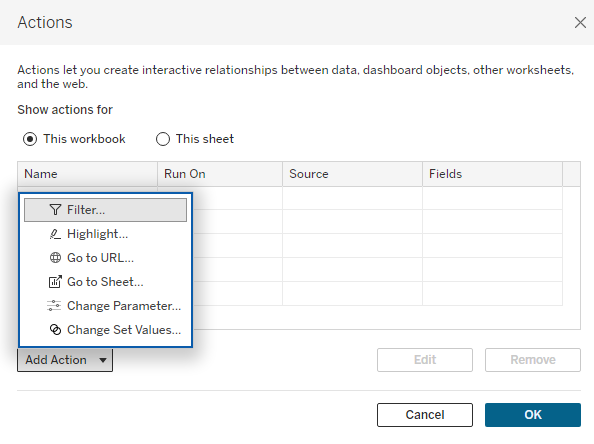 Actions
Actions let you create interactive relationships between data, dashboard objects, other worksheets,
and the web.
Show actions for
This workbook This sheet
Name Run On Source Fields
Filter...
Highlight...
Go to URL...
Go to Sheet...
Change Parameter...
Change Set Values...
Add Action Edit Remove
Cancel OK